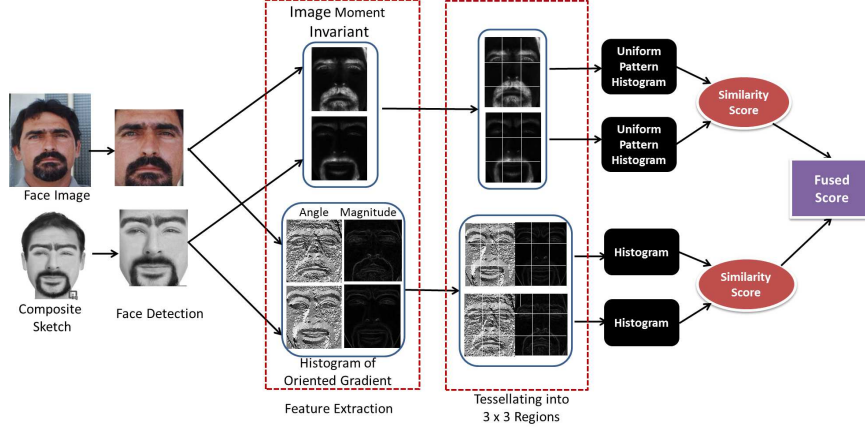 Image Moment
Invariant
Face Image
Composite
Sketch
Face Detection
Angle
Magnitude
Histogram of
Oriented Gradient
Feature Extraction
Tessellating into
3 x 3 Regions
Uniform
Pattern
Histogram
Uniform
Pattern
Histogram
Similarity
Score
Histogram
Histogram
Similarity
Score
Fused
Score